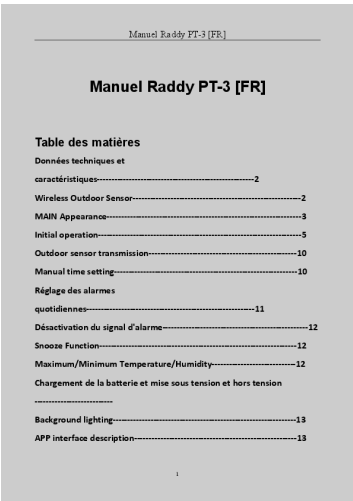 Manuel Raddy PT-3 [FR]
Manuel Raddy PT-3 [FR]
Table des matières
Données techniques et
caractéristiques-------------------------------------------------------2
Wireless Outdoor Sensor-----------------------------------------------------------2
MAIN Appearance--------------------------------------------------------------------3
Initial operation-----------------------------------------------------------------------5
Outdoor sensor transmission----------------------------------------------------10
Manual time setting----------------------------------------------------------------10
Réglage des alarmes
quotidiennes-----------------------------------------------------------11
Désactivation du signal d'alarme---------------------------------------------------12
Snooze Function---------------------------------------------------------------------12
Maximum/Minimum Temperature/Humidity-----------------------------12
Chargement de la batterie et mise sous tension et hors tension
---------------------------
Background lighting----------------------------------------------------------------13
APP interface description---------------------------------------------------------13
1